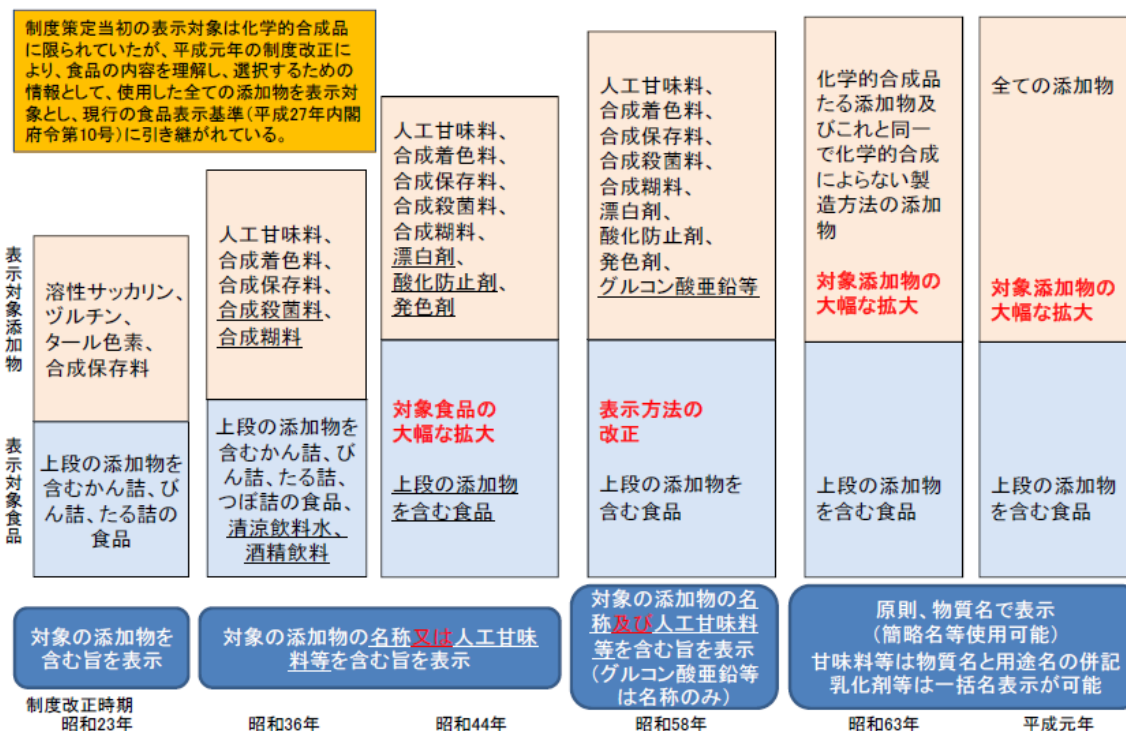 制度策定当初の表示対象は化学的合成品
に限られていたが、平成元年の制度改正に
より、食品の内容を理解し、選択するための
情報として、使用した全ての添加物を表示対
象とし、現行の食品表示基準(平成27年内閣
府令第10号)に引き継がれている。
表示対象添加物
溶性サッカリン、
ヅルチン、
タール色素、
合成保存料
人工甘味料、
合成着色料、
合成保存料、
合成殺菌料、
合成糊料
人工甘味料、
合成着色料、
合成保存料、
合成殺菌料、
合成糊料、
漂白剤、
酸化防止剤、
発色剤
人工甘味料、
合成着色料、
合成保存料、
合成殺菌料、
合成糊料、
漂白剤、
酸化防止剤、
発色剤、
グルコン酸亜鉛等
化学的合成品
たる添加物及
びこれと同一
で化学的合成
によらない製
造方法の添加
物
対象添加物の
大幅な拡大
全ての添加物
対象添加物の
大幅な拡大
表示対象食品
上段の添加物を
含むかん詰、び
ん詰、たる詰の
食品
上段の添加物を
含むかん詰、び
ん詰、たる詰、
つぼ詰の食品、
清涼飲料水、
酒精飲料
対象食品の
大幅な拡大
上段の添加物
を含む食品
表示方法の
改正
上段の添加物を
含む食品
上段の添加物
を含む食品
上段の添加物
を含む食品
対象の添加物を
含む旨を表示
対象の添加物の名称又は人工甘味
料等を含む旨を表示
対象の添加物の名
称及び人工甘味料
等を含む旨を表示
(グルコン酸亜鉛等
は名称のみ)
原則、物質名で表示
(簡略名等使用可能)
甘味料等は物質名と用途名の併記
乳化剤等は一括名表示が可能
制度改正時期
昭和23年
昭和36年
昭和44年
昭和58年
昭和63年
平成元年